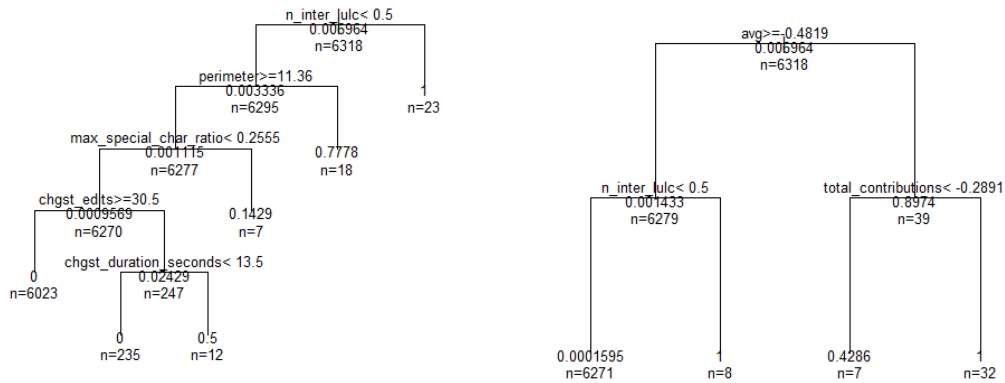 n_inter_lulc< 0.5
0.006964
n=6318
perimeter>=11.36
0.003336
n=6295
1
n=23
max_special_char_ratio< 0.2555
0.001115
n=6277
0.7778
n=18
chgst_edits>=30.5
0.0009569
n=6270
0.1429
n=7
0
n=6023
chgst_duration_seconds< 13.5
0.02429
n=247
0
n=235
0.5
n=12
avg>=-0.4819
0.006964
n=6318
n_inter_lulc< 0.5
0.001433
n=6279
total_contributions< -0.2891
0.8974
n=39
0.0001595
n=6271
1
n=8
0.4286
n=7
1
n=32